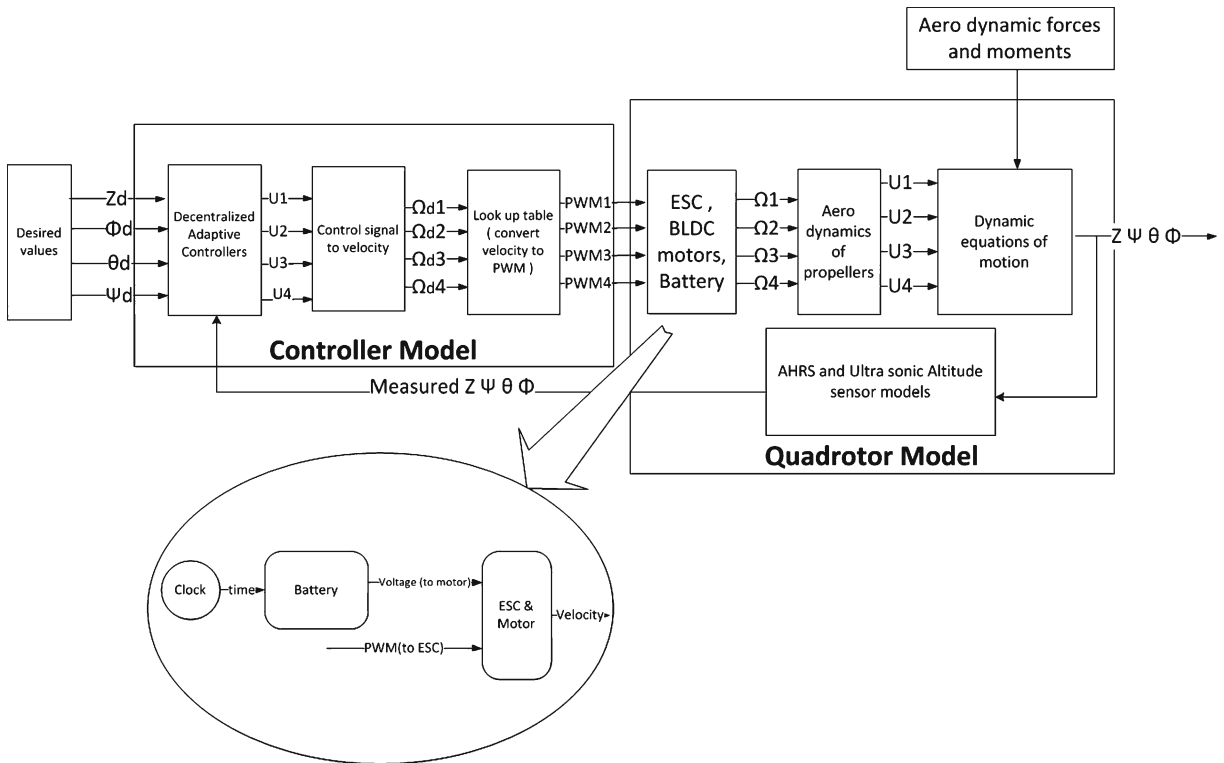 Aero dynamic forces
and moments
Desired
values
Zd
Φd
θd
Ψd
Decentralized
Adaptive
Controllers
U1
U2
U3
U4
Control signal
to velocity
Ωd1
Ωd2
Ωd3
Ωd4
Look up table
( convert
velocity to
PWM )
PWM1
PWM2
PWM3
PWM4
Controller Model
ESC ,
BLDC
motors,
Battery
Ω1
Ω2
Ω3
Ω4
Aero
dynamics
of
propellers
U1
U2
U3
U4
Dynamic
equations of
motion
Z Ψ θ Φ
AHRS and Ultra sonic Altitude
sensor models
Measured Z Ψ θ Φ
Quadrotor Model
Clock
time
Battery
Voltage (to motor)
PWM(to ESC)
ESC &
Motor
Velocity